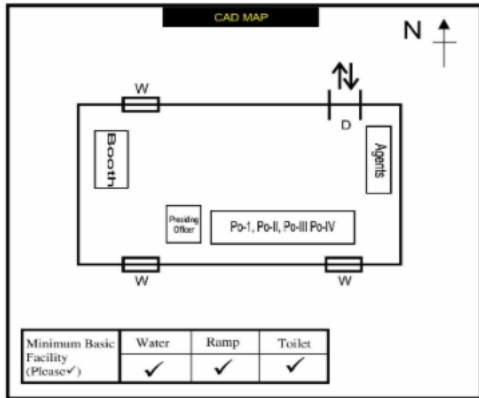 CAD MAP
N
W
D
Booth
Agents
Presiding
Officer
Po-1, Po-II, Po-III Po-IV
W
W
Minimum Basic
Facility
(Please✓)
Water
Ramp
Toilet
✓
✓
✓